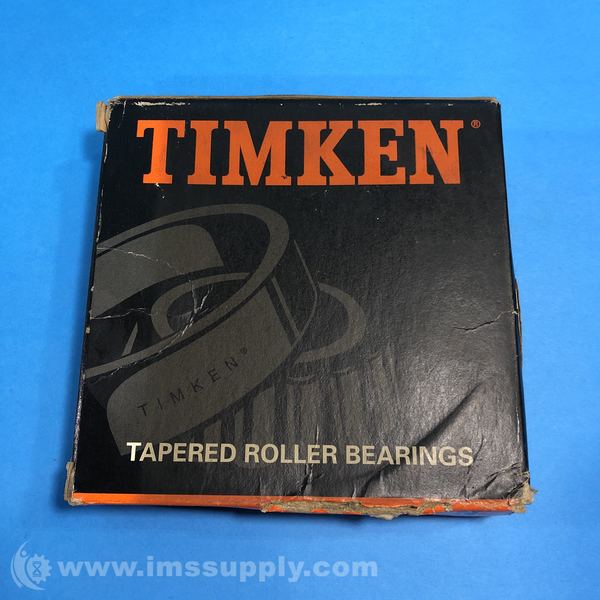 TIMKEN®
TIMKEN®
TAPERED ROLLER BEARINGS
www.imssupply.com